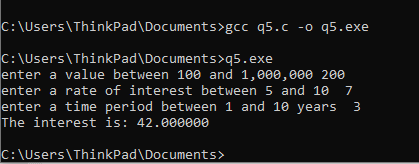 C:\Users\ThinkPad\Documents>gcc q5.c -o q5.exe
C:\Users\ThinkPad\Documents>q5.exe
enter a value between 100 and 1,000,000 200
enter a rate of interest between 5 and 10  7
enter a time period between 1 and 10 years  3
The interest is: 42.000000
C:\Users\ThinkPad\Documents>